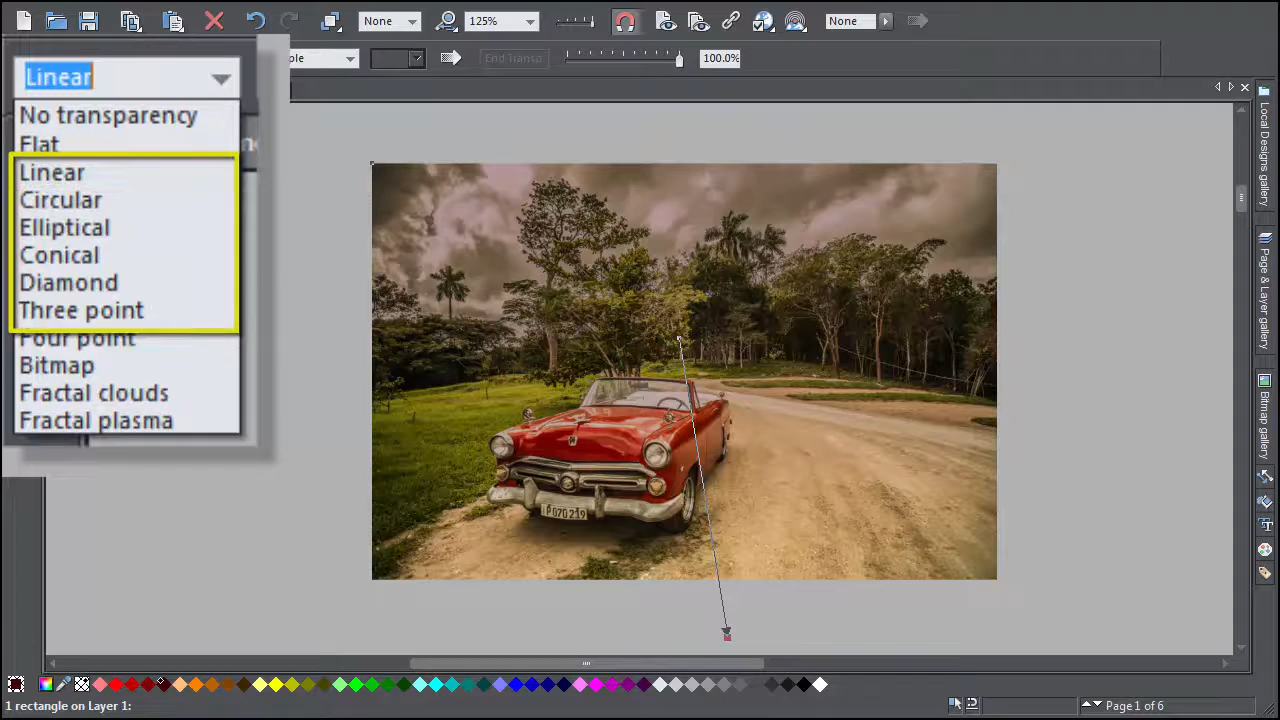 None
125%
None
Linear
ple
End Transp
100.0%
No transparency
Flat
Linear
Circular
Elliptical
Conical
Diamond
Three point
Four point
Bitmap
Fractal clouds
Fractal plasma
Local Designs gallery
Page & Layer gallery
Bitmap gallery
P070 219
1 rectangle on Layer 1:
Page 1 of 6